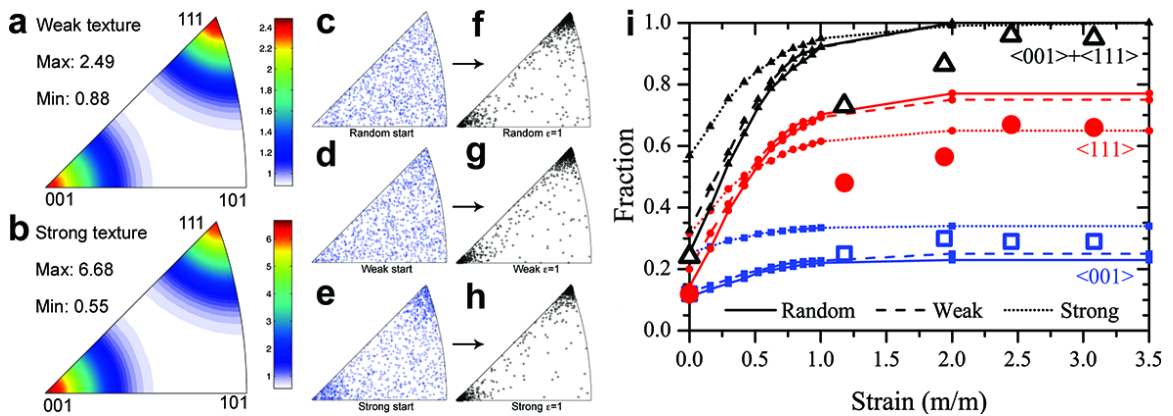 a Weak texture
Max: 2.49
Min: 0.88
111
001
101
2.4
2.2
2
1.8
1.6
1.4
1.2
1
b Strong texture
Max: 6.68
Min: 0.55
111
001
101
6
5
4
3
2
1
c
Random start
f
Random ε=1
d
Weak start
g
Weak ε=1
e
Strong start
h
Strong ε=1
i
1.0
0.8
0.6
0.4
0.2
0.0
Fraction
<001>+<111>
<111>
<001>
Random Weak Strong
0.0 0.5 1.0 1.5 2.0 2.5 3.0 3.5
Strain (m/m)